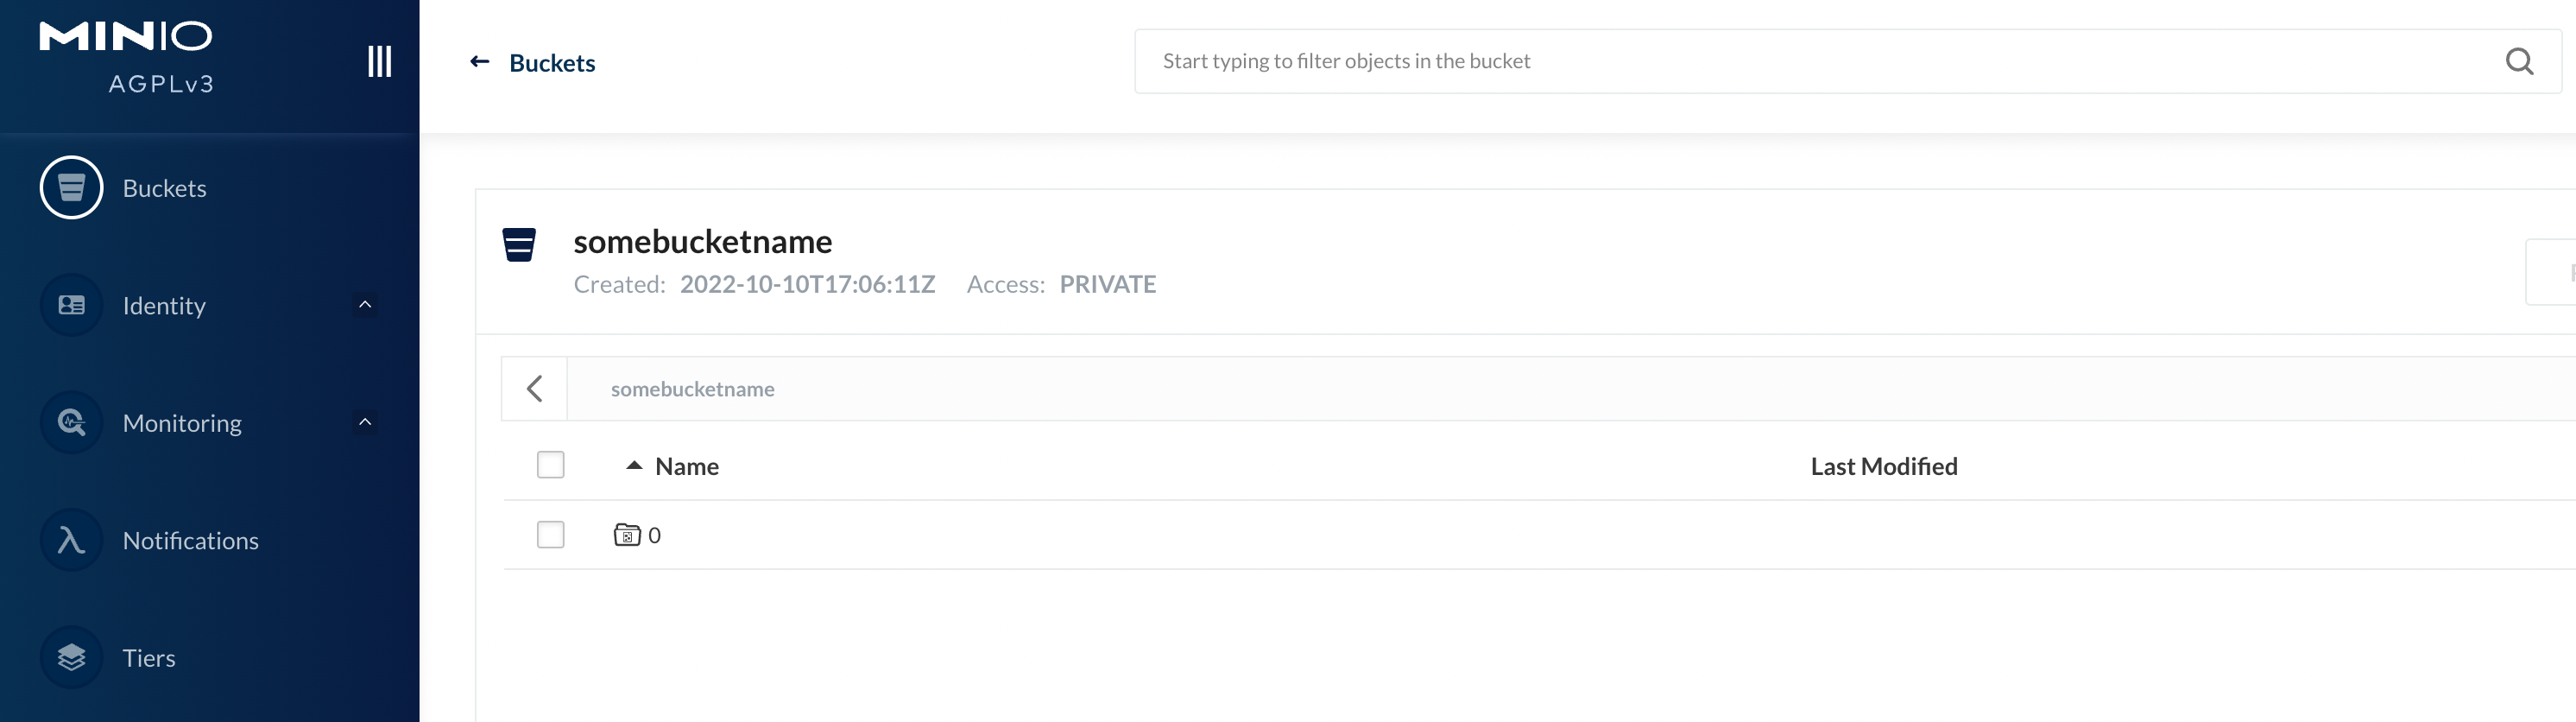 MINIO
AGPLv3
Buckets
Identity
Monitoring
Notifications
Tiers
Buckets
Start typing to filter objects in the bucket
somebucketname
Created: 2022-10-10T17:06:11Z Access: PRIVATE
somebucketname
Name Last Modified
0